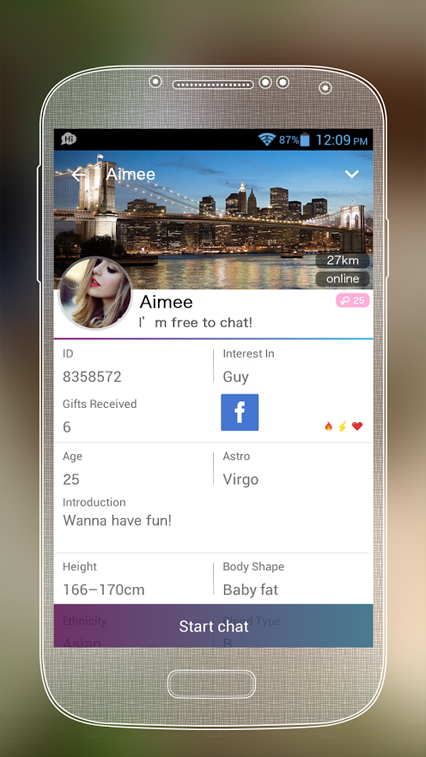 Hi 87% 12:09 PM
Aimee
27km
online
Aimee
25
I'm free to chat!
ID Interest In
8358572 Guy
Gifts Received
6
f
Age Astro
25 Virgo
Introduction
Wanna have fun!
Height Body Shape
166–170cm Baby fat
Ethnicity Type
Asian B
Start chat